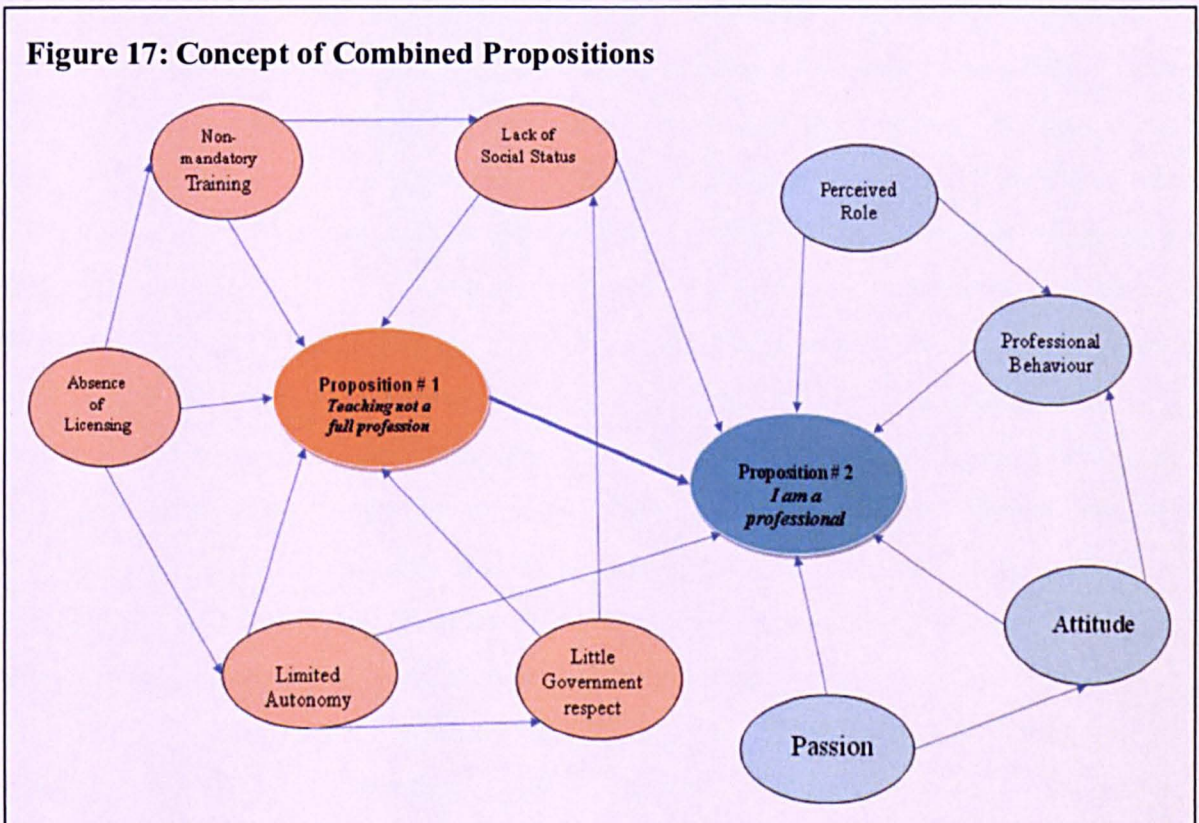 Figure 17: Concept of Combined Propositions
Non-
mandatory
Training
Lack of
Social Status
Perceived
Role
Professional
Behaviour
Absence
of
Licensing
Proposition # 1
Teaching not a
full profession
Proposition # 2
I am a
professional
Limited
Autonomy
Little
Government
respect
Attitude
Passion